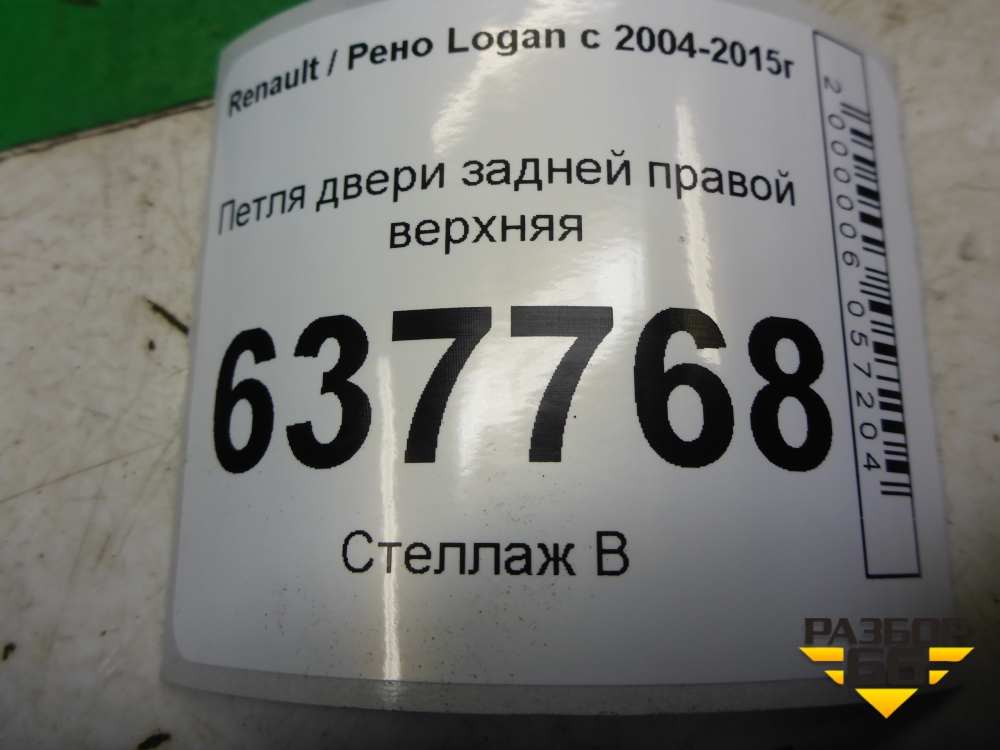 Renault / Рено Logan с 2004-2015г
Петля двери задней правой
верхняя
637768
Стеллаж В
2000006057204
РАЗБОР
66